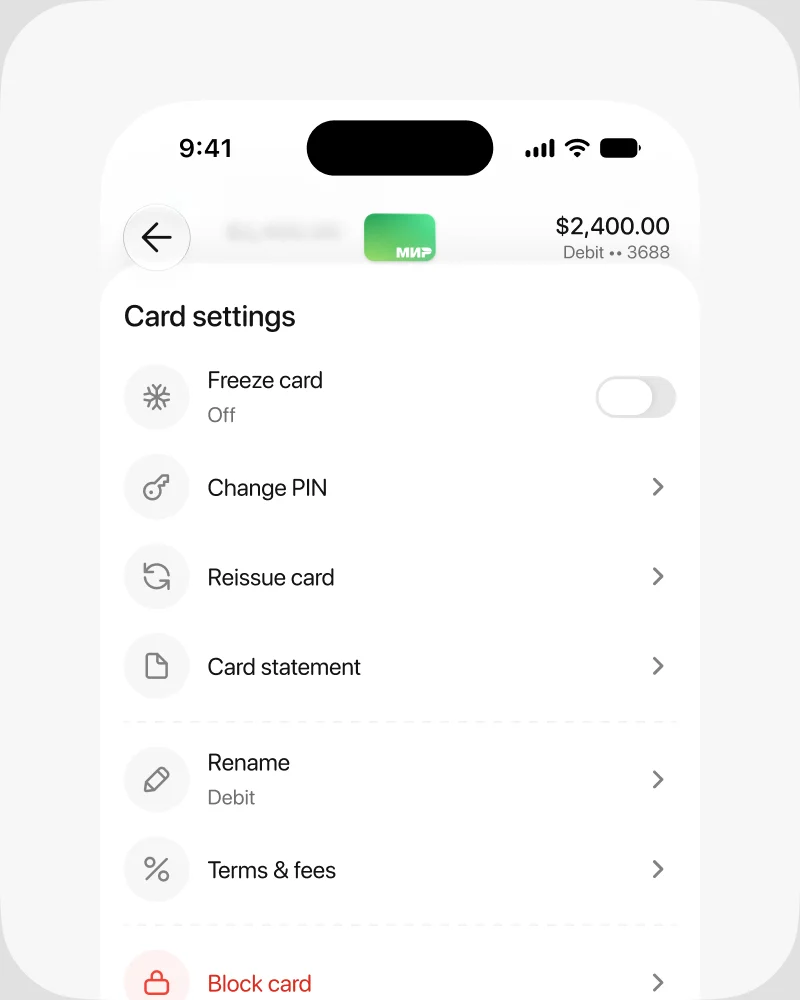 9:41
МИР
$2,400.00
Debit •• 3688
Card settings
Freeze card
Off
Change PIN
Reissue card
Card statement
Rename
Debit
Terms & fees
Block card